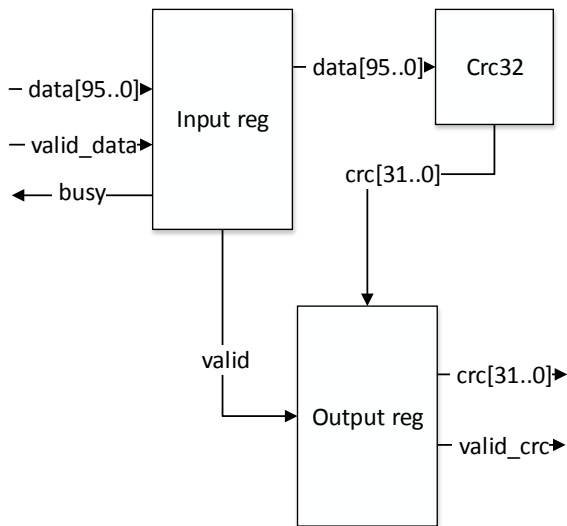 data[95..0]
Crc32
data[95..0]
Input reg
valid_data
crc[31..0]
busy
valid
crc[31..0]
Output reg
valid_crc